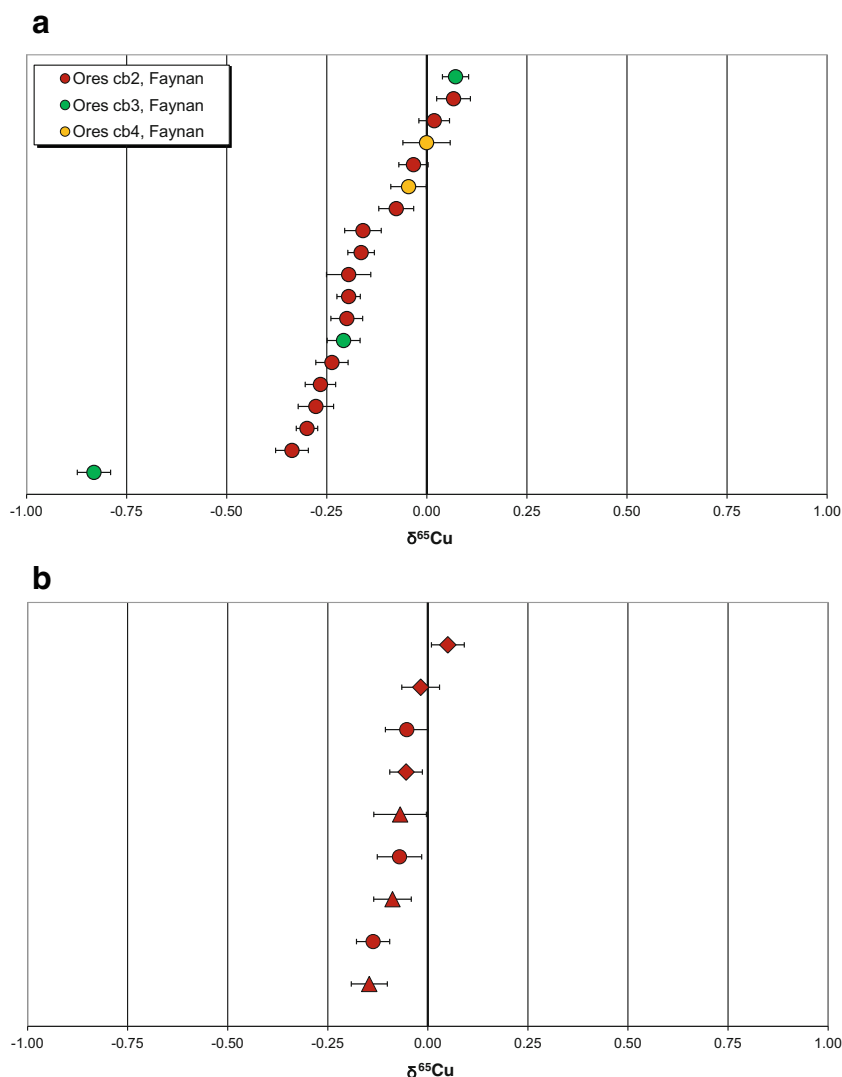 a
Ores cb2, Faynan
Ores cb3, Faynan
Ores cb4, Faynan
-1.00 -0.75 -0.50 -0.25 0.00 0.25 0.50 0.75 1.00
δ⁶⁵Cu
b
-1.00 -0.75 -0.50 -0.25 0.00 0.25 0.50 0.75 1.00
δ⁶⁵Cu